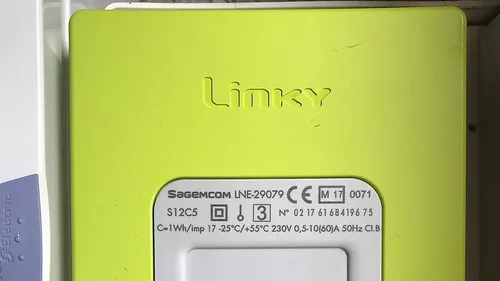 Linky
Sagemcom LNE-29079 CE M 17 0071
S12C5 3 N° 02 17 61 684196 75
C=1Wh/imp 17 -25°C/+55°C 230V 0,5-10(60)A 50Hz Cl.B
Electric